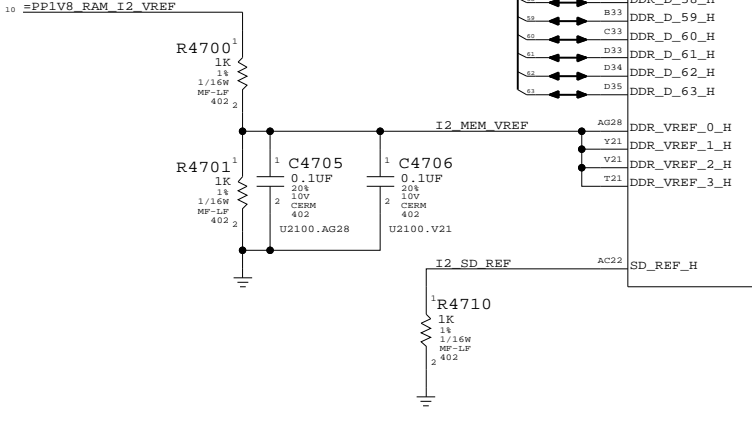 10 =PP1V8_RAM_I2_VREF
59 B33 DDR_D_59_H
60 C33 DDR_D_60_H
61 D33 DDR_D_61_H
62 D34 DDR_D_62_H
63 D35 DDR_D_63_H
R4700
1
1K
1%
1/16W
MF-LF
402
2
I2_MEM_VREF
AG28 DDR_VREF_0_H
Y21 DDR_VREF_1_H
V21 DDR_VREF_2_H
T21 DDR_VREF_3_H
R4701
1
1K
1%
1/16W
MF-LF
402
2
1
C4705
0.1UF
20%
10V
CERM
402
2
U2100.AG28
1
C4706
0.1UF
20%
10V
CERM
402
2
U2100.V21
I2_SD_REF
AC22 SD_REF_H
1
R4710
1K
1%
1/16W
MF-LF
402
2